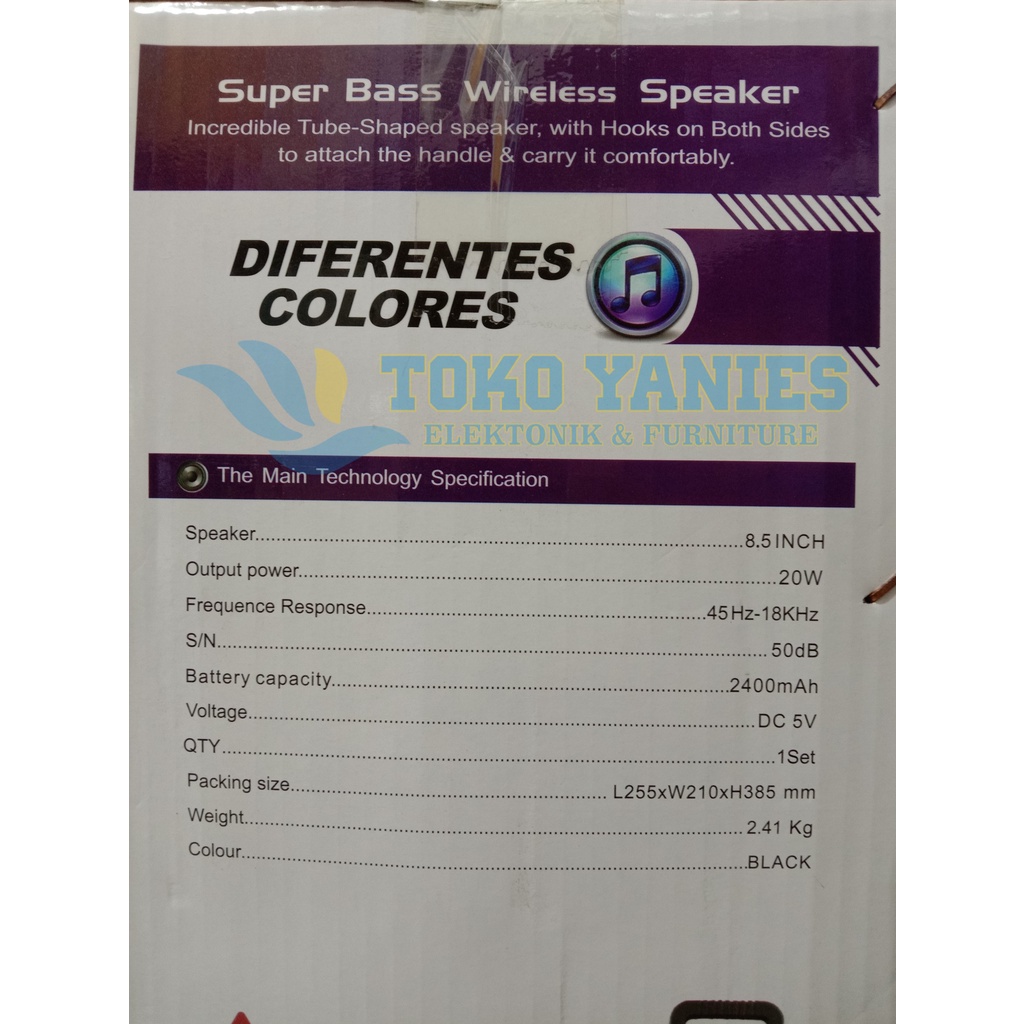 Super Bass Wireless Speaker
Incredible Tube-Shaped speaker, with Hooks on Both Sides
to attach the handle & carry it comfortably.
DIFERENTES
COLORES
TOKO YANIES
ELEKTONIK & FURNITURE
The Main Technology Specification
Speaker........................8.5INCH
Output power........................20W
Frequence Response........................45Hz-18KHz
S/N........................50dB
Battery capacity........................2400mAh
Voltage........................DC 5V
QTY........................1Set
Packing size........................L255xW210xH385 mm
Weight........................2.41 Kg
Colour........................BLACK